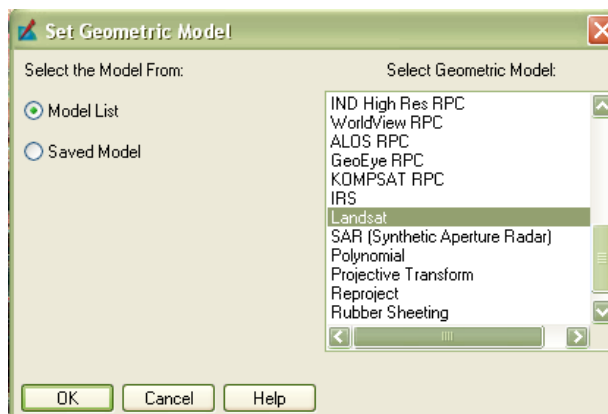 Set Geometric Model
Select the Model From:
Model List
Saved Model
Select Geometric Model:
IND High Res RPC
WorldView RPC
ALOS RPC
GeoEye RPC
KOMPSAT RPC
IRS
Landsat
SAR (Synthetic Aperture Radar)
Polynomial
Projective Transform
Reproject
Rubber Sheeting
OK Cancel Help